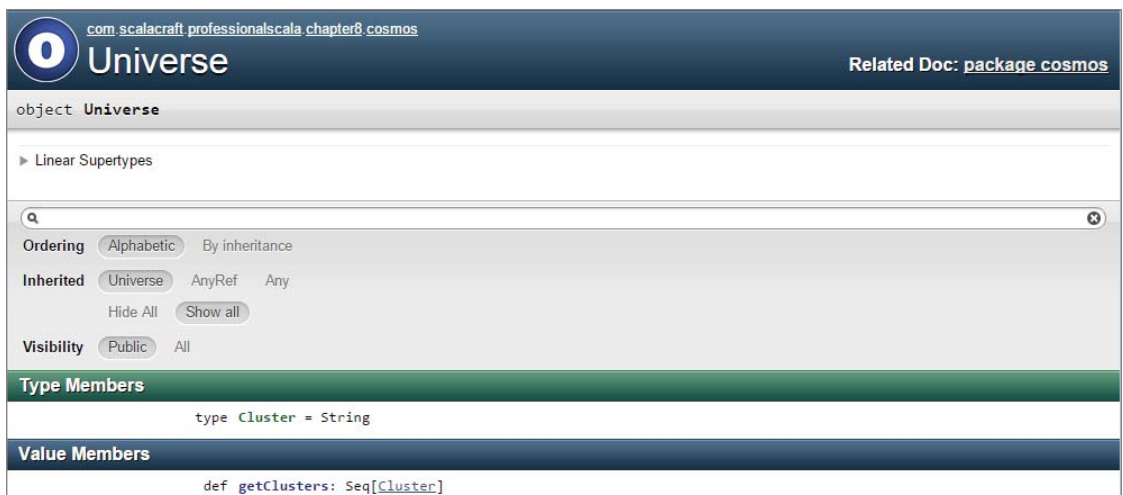 com.scalacraft.professionalscala.chapter8.cosmos
O
Universe
Related Doc: package cosmos
object Universe
Linear Supertypes
Ordering Alphabetic By inheritance
Inherited Universe AnyRef Any
Hide All Show all
Visibility Public All
Type Members
type Cluster = String
Value Members
def getClusters: Seq[Cluster]